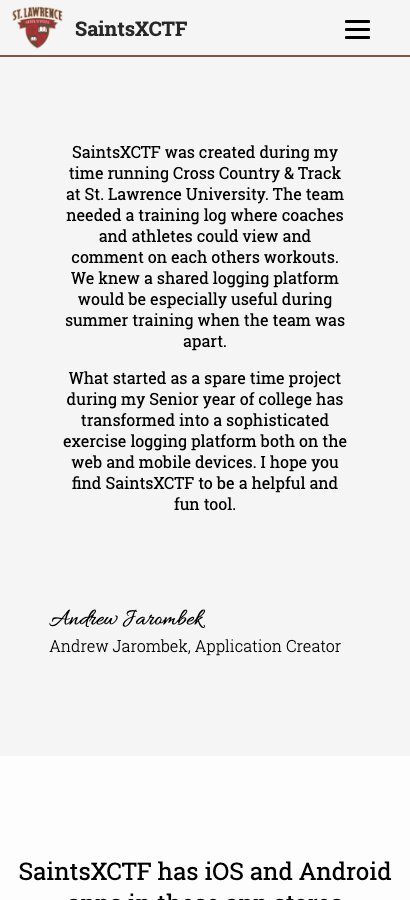 ST. LAWRENCE
SaintsXCTF
SaintsXCTF was created during my
time running Cross Country & Track
at St. Lawrence University. The team
needed a training log where coaches
and athletes could view and
comment on each others workouts.
We knew a shared logging platform
would be especially useful during
summer training when the team was
apart.
What started as a spare time project
during my Senior year of college has
transformed into a sophisticated
exercise logging platform both on the
web and mobile devices. I hope you
find SaintsXCTF to be a helpful and
fun tool.
Andrew Jarombek
Andrew Jarombek, Application Creator
SaintsXCTF has iOS and Android
apps in these app stores